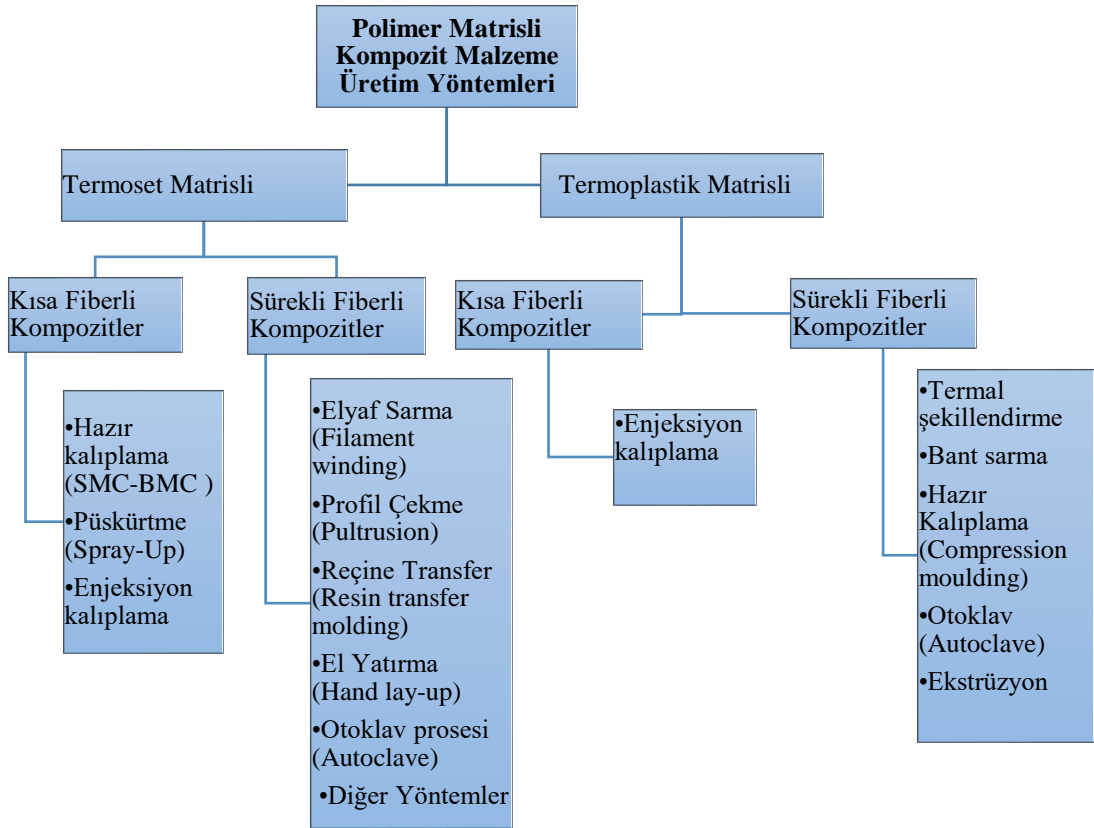 Polimer Matrisli
Kompozit Malzeme
Üretim Yöntemleri
Termoset Matrisli
Termoplastik Matrisli
Kısa Fiberli
Kompozitler
Sürekli Fiberli
Kompozitler
Kısa Fiberli
Kompozitler
Sürekli Fiberli
Kompozitler
•Hazır
kalıplama
(SMC-BMC )
•Püskürtme
(Spray-Up)
•Enjeksiyon
kalıplama
•Elyaf Sarma
(Filament
winding)
•Profil Çekme
(Pultrusion)
•Reçine Transfer
(Resin transfer
molding)
•El Yatırma
(Hand lay-up)
•Otoklav prosesi
(Autoclave)
•Diğer Yöntemler
•Enjeksiyon
kalıplama
•Termal
şekillendirme
•Bant sarma
•Hazır
Kalıplama
(Compression
moulding)
•Otoklav
(Autoclave)
•Ekstrüzyon